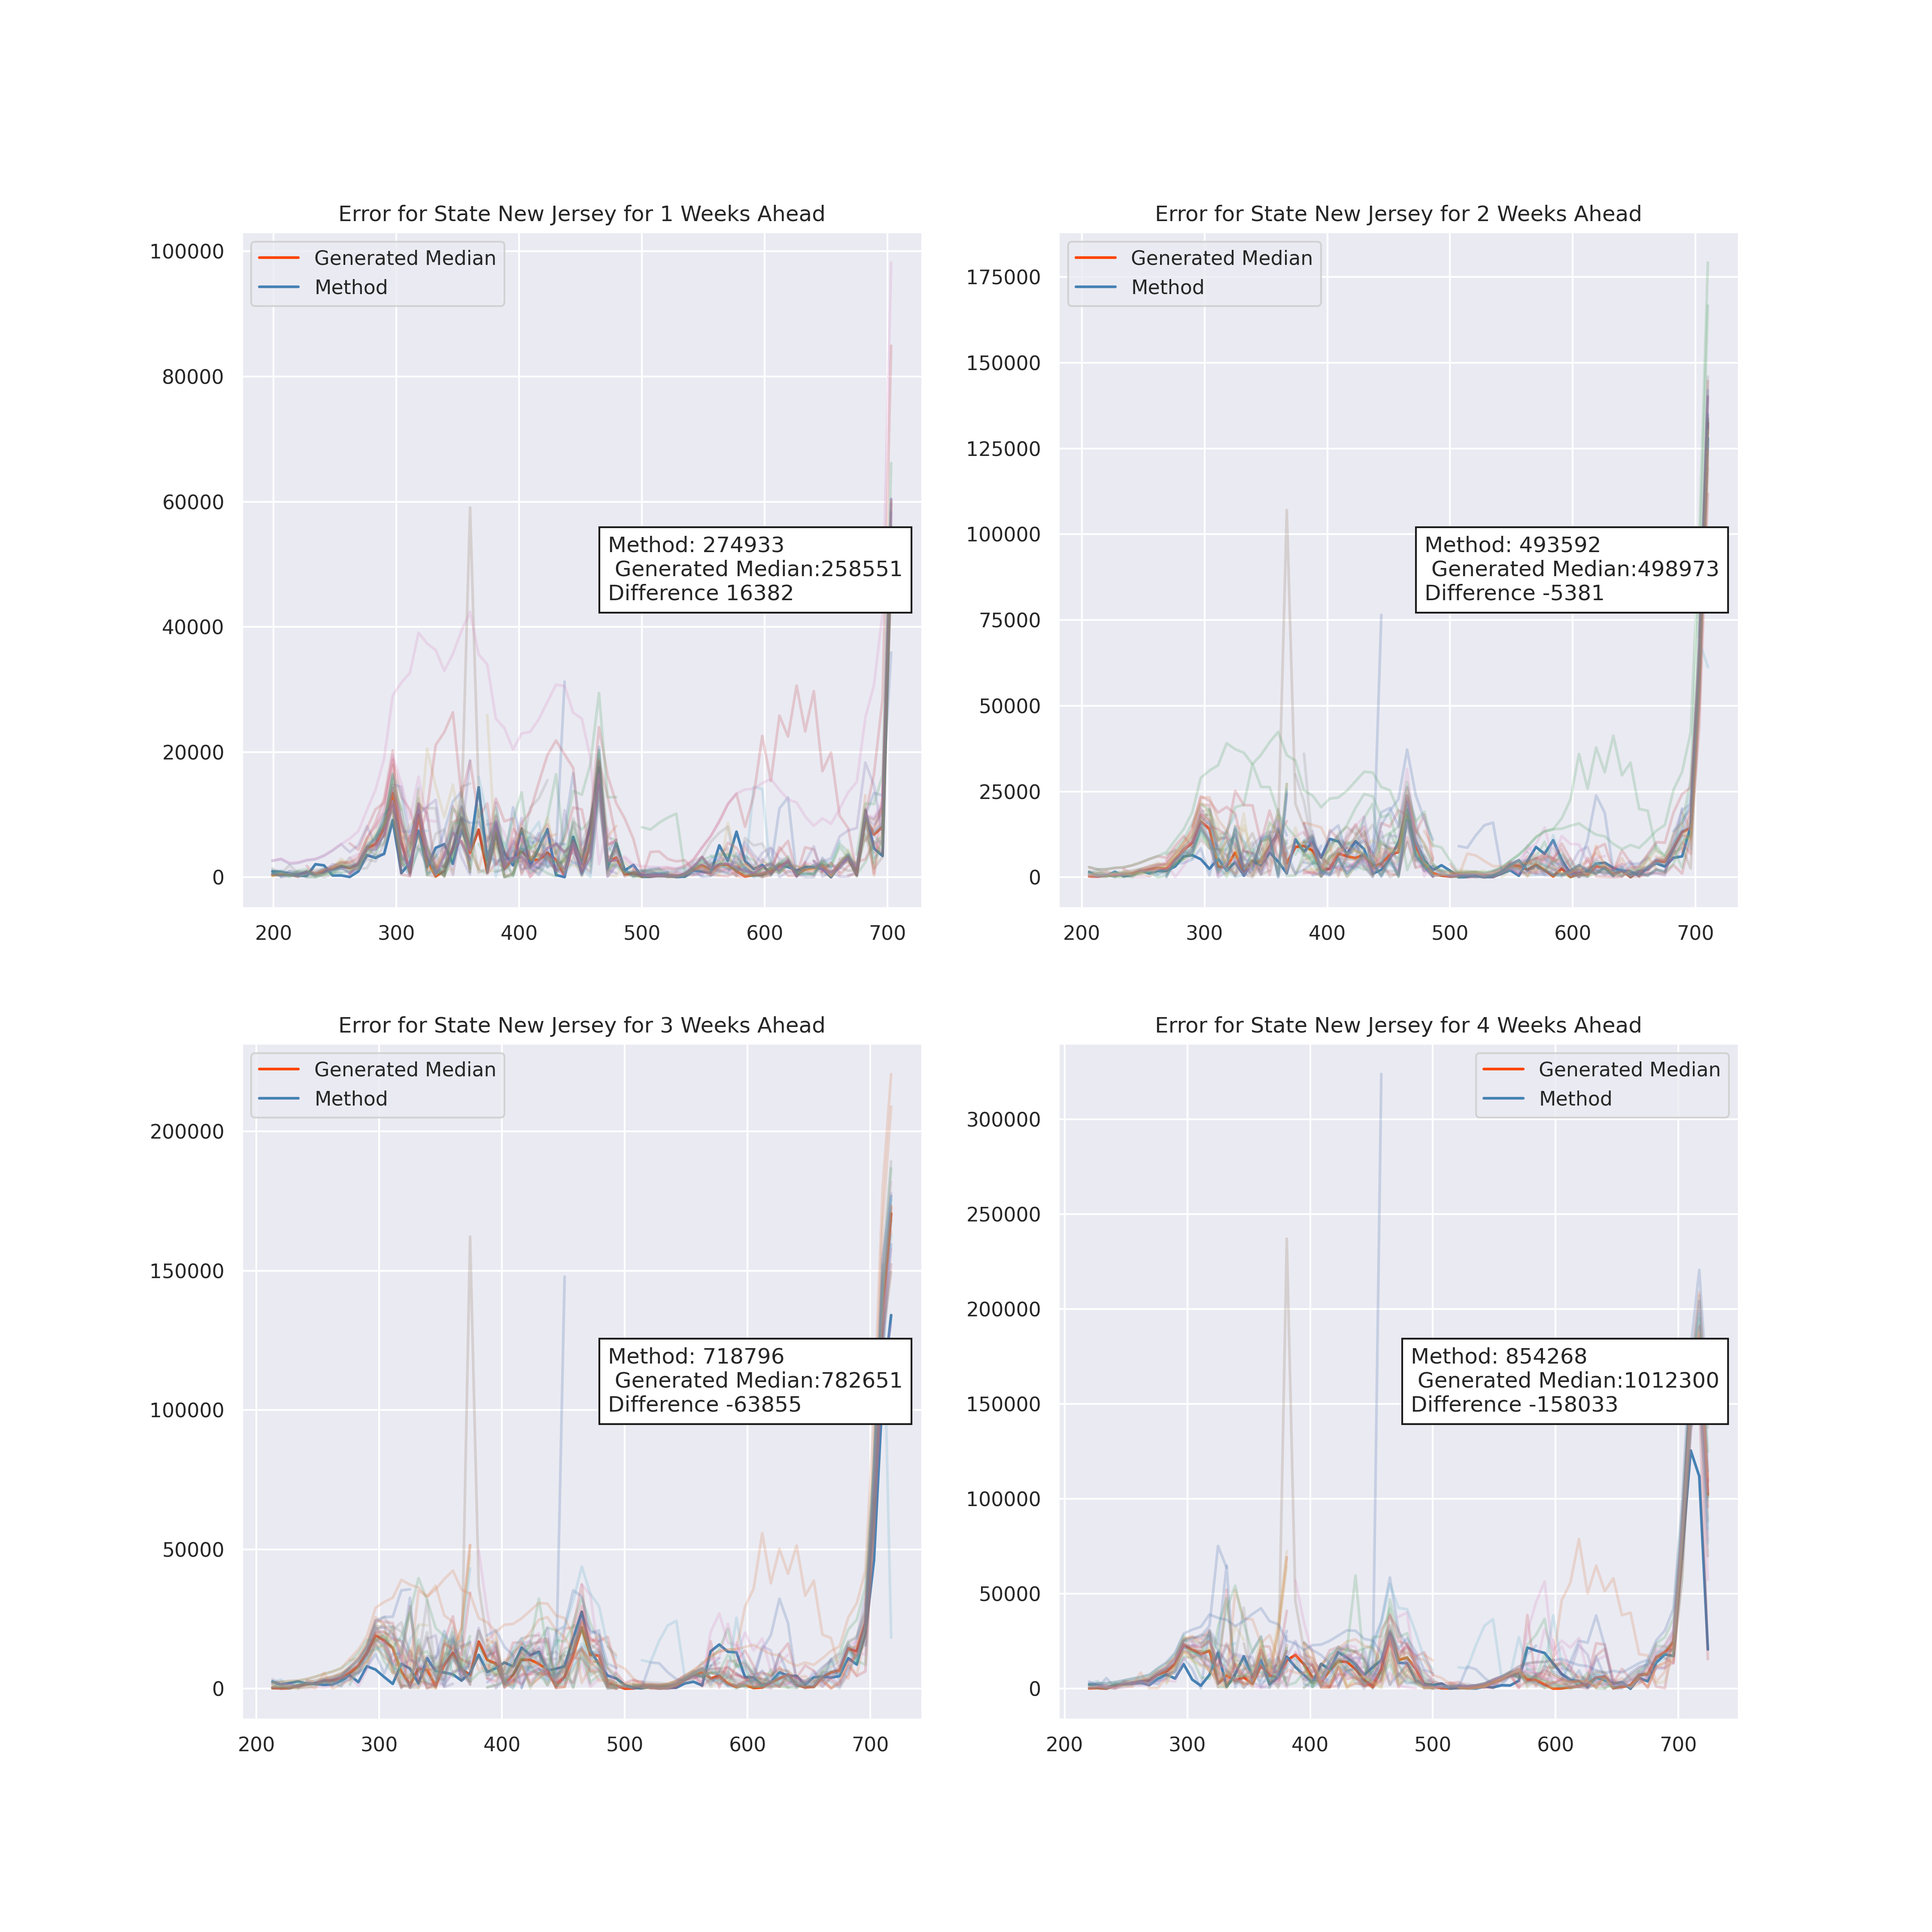 Error for State New Jersey for 1 Weeks Ahead
Generated Median
Method
100000
80000
60000
40000
20000
0
Method: 274933
Generated Median:258551
Difference 16382
200 300 400 500 600 700
Error for State New Jersey for 2 Weeks Ahead
Generated Median
Method
175000
150000
125000
100000
75000
50000
25000
0
Method: 493592
Generated Median:498973
Difference -5381
200 300 400 500 600 700
Error for State New Jersey for 3 Weeks Ahead
Generated Median
Method
200000
150000
100000
50000
0
Method: 718796
Generated Median:782651
Difference -63855
200 300 400 500 600 700
Error for State New Jersey for 4 Weeks Ahead
Generated Median
Method
300000
250000
200000
150000
100000
50000
0
Method: 854268
Generated Median:1012300
Difference -158033
200 300 400 500 600 700